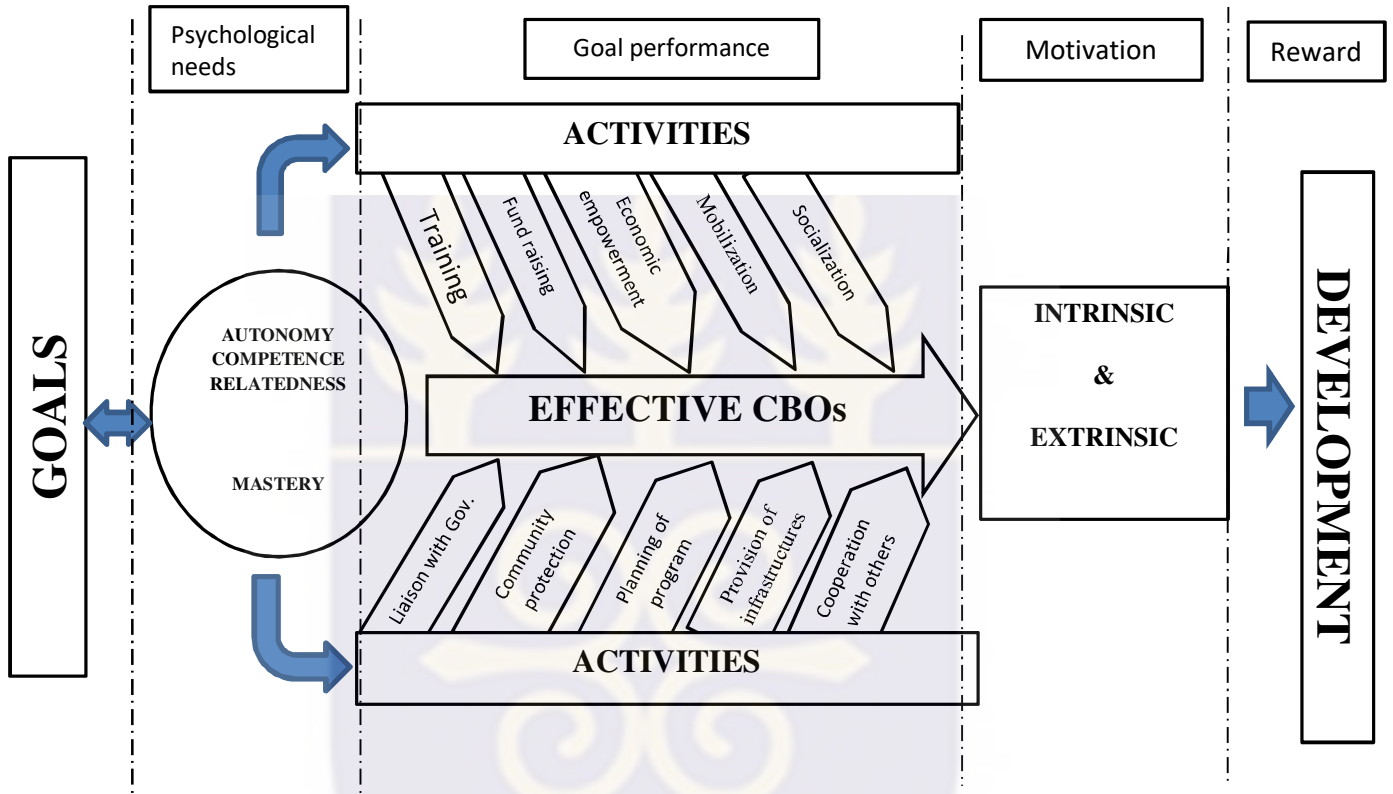 Psychological
needs
Goal performance
Motivation
Reward
GOALS
AUTONOMY
COMPETENCE
RELATEDNESS
MASTERY
ACTIVITIES
Training
Fund raising
Economic
empowerment
Mobilization
Socialization
EFFECTIVE CBOs
Liaison with Gov.
Community
protection
Planning of
program
Provision of
infrastructures
Cooperation
with others
ACTIVITIES
INTRINSIC
&
EXTRINSIC
DEVELOPMENT